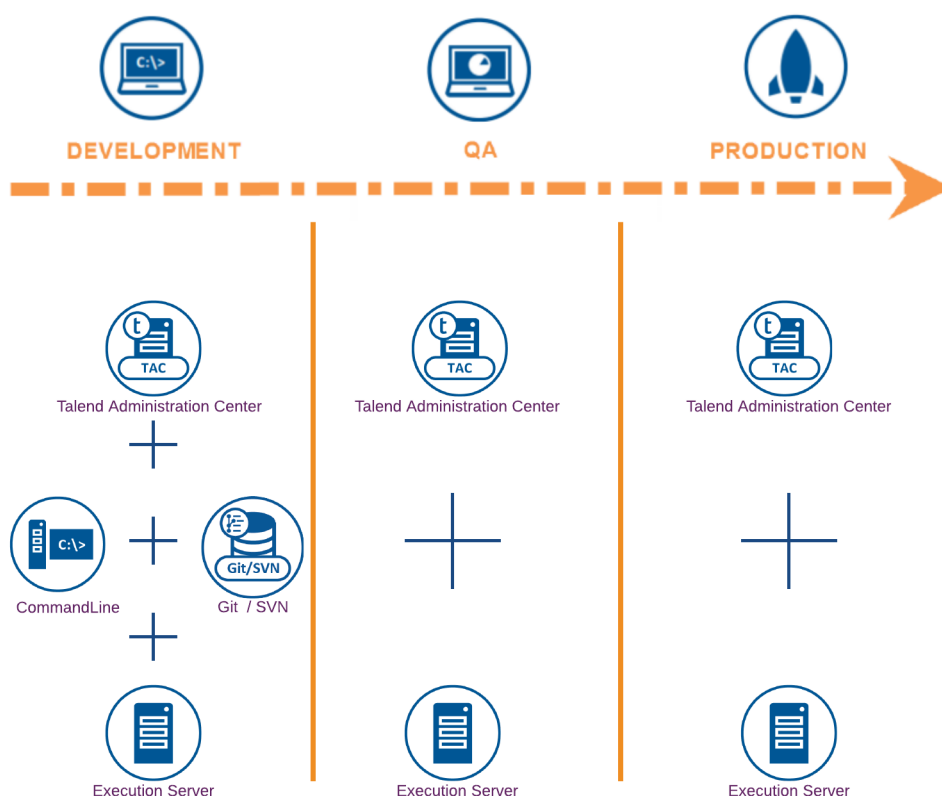 C:\>
DEVELOPMENT
QA
PRODUCTION
t
TAC
Talend Administration Center
t
TAC
Talend Administration Center
t
TAC
Talend Administration Center
C:\>
CommandLine
Git/SVN
Git / SVN
Execution Server
Execution Server
Execution Server